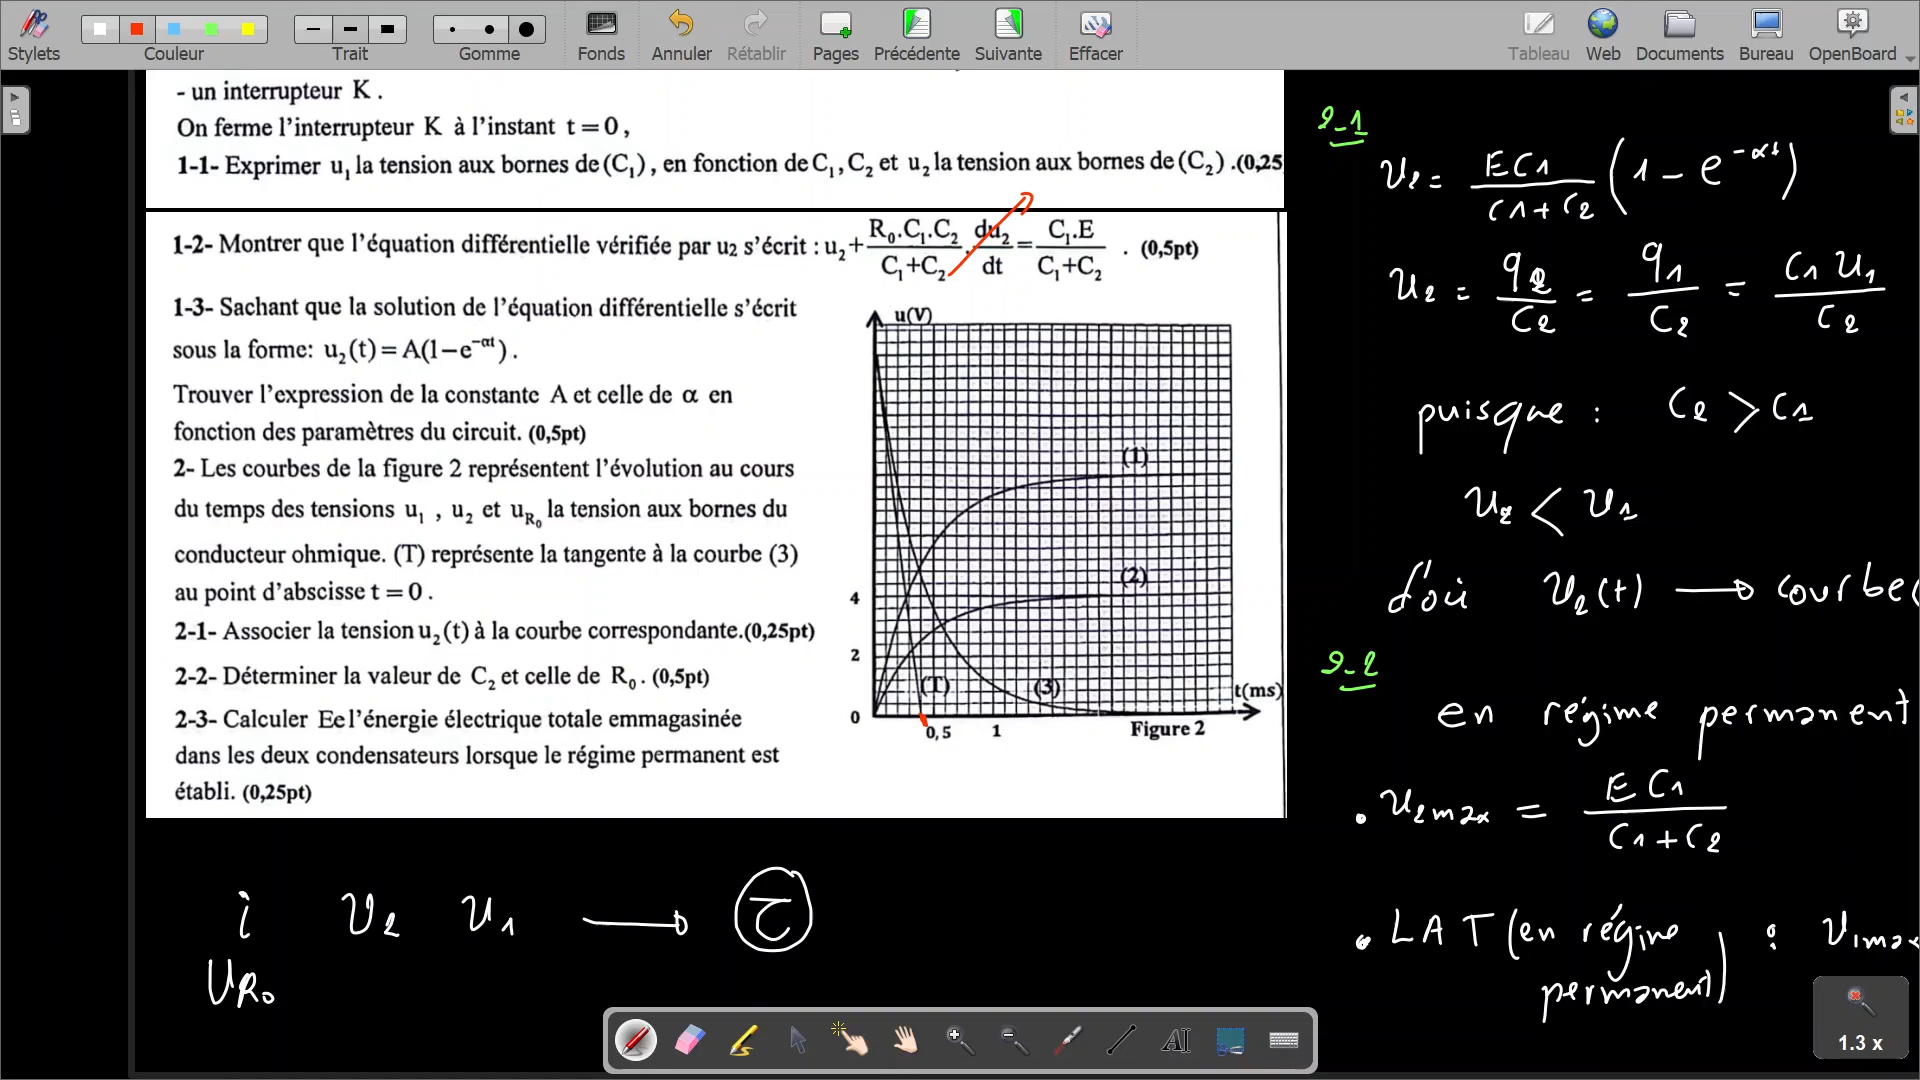 Stylets Couleur Trait Gomme Fonds Annuler Rétablir Pages Précédente Suivante Effacer Tableau Web Documents Bureau OpenBoard
- un interrupteur K .
On ferme l'interrupteur K à l'instant t = 0 ,
1-1- Exprimer u₁ la tension aux bornes de (C₁) , en fonction de C₁ , C₂ et u₂ la tension aux bornes de (C₂) .(0,25
1-2- Montrer que l'équation différentielle vérifiée par u2 s'écrit : u₂ + R₀.C₁.C₂ / C₁+C₂ . du₂/dt = C₁.E / C₁+C₂ . (0,5pt)
1-3- Sachant que la solution de l'équation différentielle s'écrit
sous la forme: u₂(t) = A(1-e^-αt) .
Trouver l'expression de la constante A et celle de α en
fonction des paramètres du circuit. (0,5pt)
2- Les courbes de la figure 2 représentent l'évolution au cours
du temps des tensions u₁ , u₂ et u_R₀ la tension aux bornes du
conducteur ohmique. (T) représente la tangente à la courbe (3)
au point d'abscisse t = 0 .
2-1- Associer la tension u₂(t) à la courbe correspondante.(0,25pt)
2-2- Déterminer la valeur de C₂ et celle de R₀ . (0,5pt)
2-3- Calculer Ee l'énergie électrique totale emmagasinée
dans les deux condensateurs lorsque le régime permanent est
établi. (0,25pt)
u(V)
(1)
(2)
4
2
(T) (3) t(ms)
0
0,5 1 Figure 2
i u₂ u₁ → τ
U_R₀
2-1
u₂ = EC₁ / C₁+C₂ (1 - e^-αt)
u₂ = q₂/C₂ = q₁/C₂ = C₁ u₁ / C₂
puisque : C₂ > C₁
u₂ < u₁
d'où u₂(t) → courbe(
2-2
en régime permanent
• u₂max = E C₁ / C₁+C₂
• LAT (en régime permanent) : u₁max
1.3 x